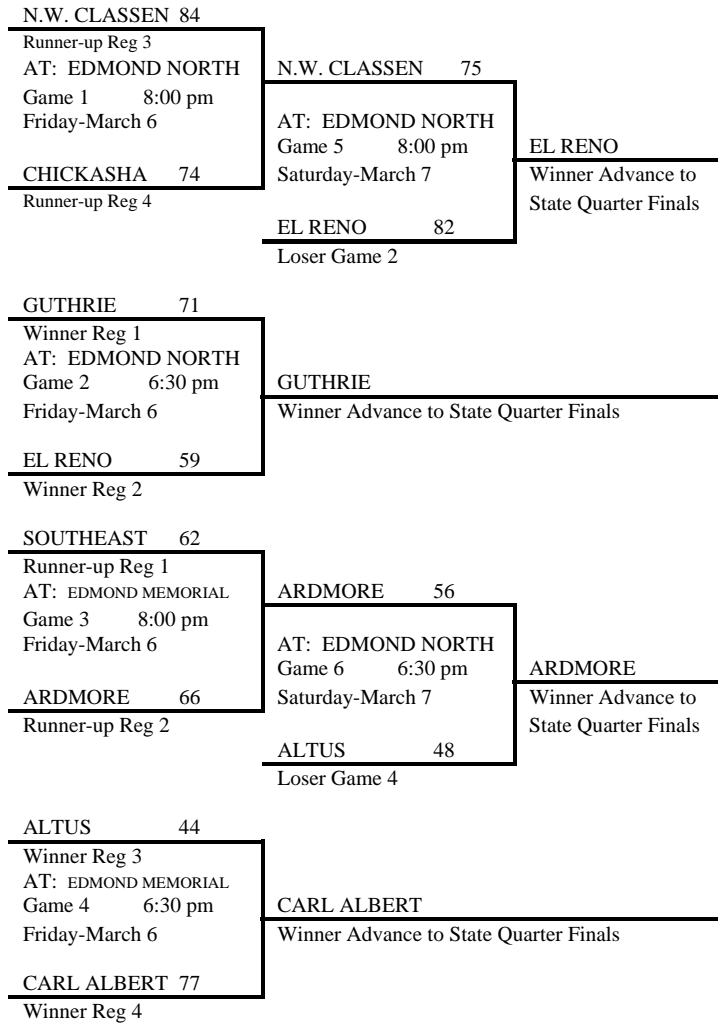 N.W. CLASSEN 84
Runner-up Reg 3
AT: EDMOND NORTH
Game 1 8:00 pm
Friday-March 6
CHICKASHA 74
Runner-up Reg 4
N.W. CLASSEN 75
AT: EDMOND NORTH
Game 5 8:00 pm
Saturday-March 7
EL RENO 82
Loser Game 2
EL RENO
Winner Advance to
State Quarter Finals
GUTHRIE 71
Winner Reg 1
AT: EDMOND NORTH
Game 2 6:30 pm
Friday-March 6
EL RENO 59
Winner Reg 2
GUTHRIE
Winner Advance to State Quarter Finals
SOUTHEAST 62
Runner-up Reg 1
AT: EDMOND MEMORIAL
Game 3 8:00 pm
Friday-March 6
ARDMORE 66
Runner-up Reg 2
ARDMORE 56
AT: EDMOND NORTH
Game 6 6:30 pm
Saturday-March 7
ALTUS 48
Loser Game 4
ARDMORE
Winner Advance to
State Quarter Finals
ALTUS 44
Winner Reg 3
AT: EDMOND MEMORIAL
Game 4 6:30 pm
Friday-March 6
CARL ALBERT 77
Winner Reg 4
CARL ALBERT
Winner Advance to State Quarter Finals